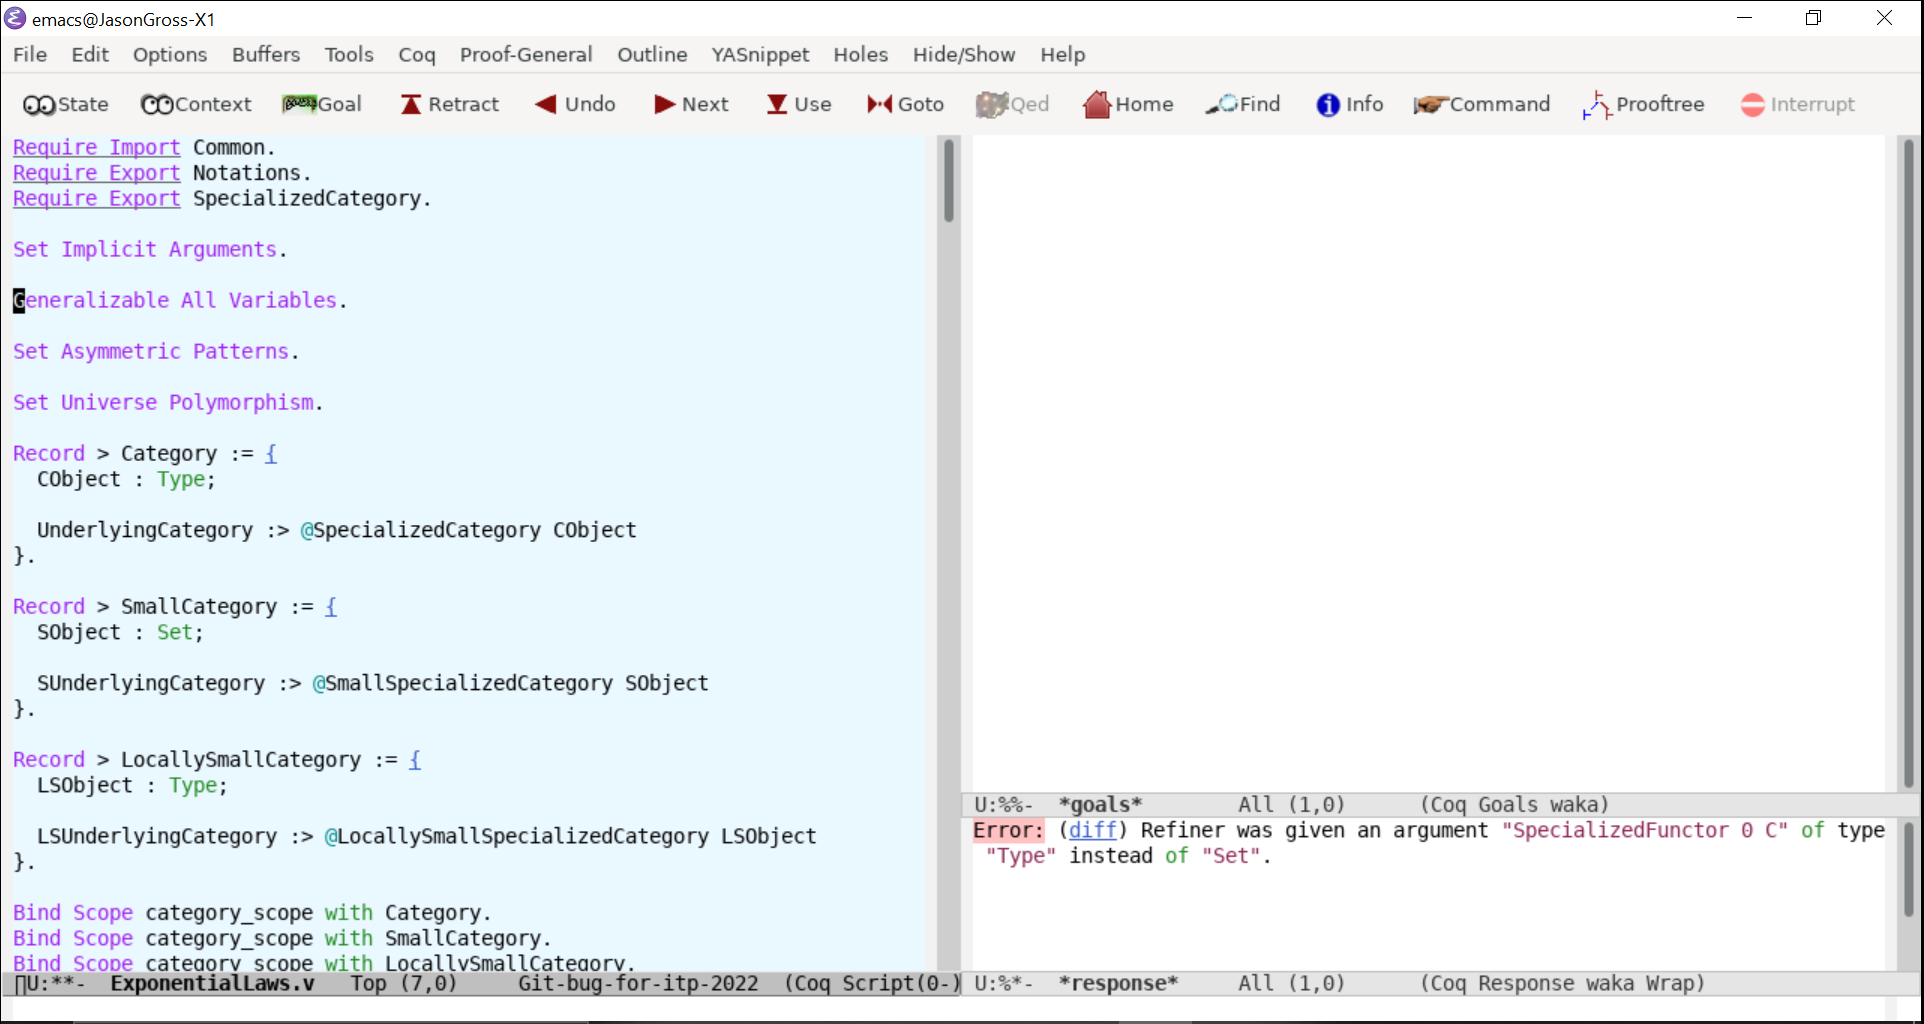 emacs@JasonGross-X1
File Edit Options Buffers Tools Coq Proof-General Outline YASnippet Holes Hide/Show Help
State Context Goal Retract Undo Next Use Goto Qed Home Find Info Command Prooftree Interrupt
Require Import Common.
Require Export Notations.
Require Export SpecializedCategory.
Set Implicit Arguments.
Generalizable All Variables.
Set Asymmetric Patterns.
Set Universe Polymorphism.
Record > Category := {
  CObject : Type;
  UnderlyingCategory :> @SpecializedCategory CObject
}.
Record > SmallCategory := {
  SObject : Set;
  SUnderlyingCategory :> @SmallSpecializedCategory SObject
}.
Record > LocallySmallCategory := {
  LSObject : Type;
  LSUnderlyingCategory :> @LocallySmallSpecializedCategory LSObject
}.
Bind Scope category_scope with Category.
Bind Scope category_scope with SmallCategory.
Bind Scope category_scope with LocallySmallCategory.
U:**-  ExponentialLaws.v   Top (7,0)     Git-bug-for-itp-2022  (Coq Script(0-)
U:%%-  *goals*        All (1,0)      (Coq Goals waka)
Error: (diff) Refiner was given an argument "SpecializedFunctor 0 C" of type
"Type" instead of "Set".
U:%*-  *response*     All (1,0)      (Coq Response waka Wrap)